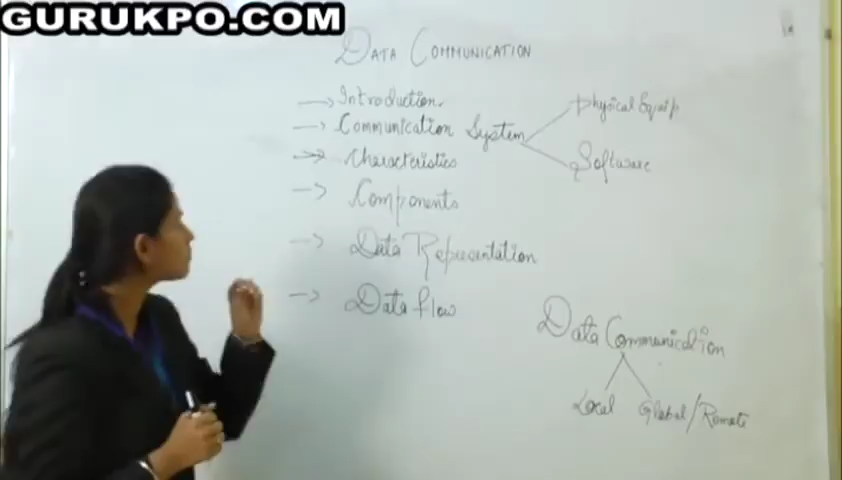 GURUKPO.COM
DATA COMMUNICATION
→ Introduction.
→ Communication System
Physical Equip
Software
→ Characteristics
→ Components
→ Data Representation
→ Data flow
Data Communication
Local
Global/Remote